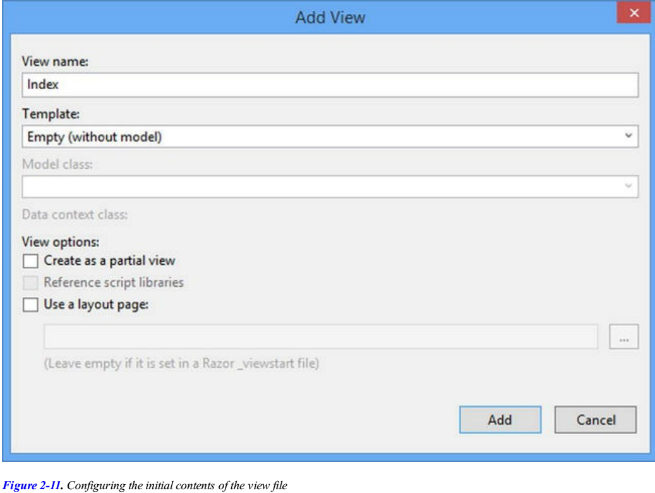 Add View
View name:
Index
Template:
Empty (without model)
Model class:
Data context class:
View options:
Create as a partial view
Reference script libraries
Use a layout page:
...
(Leave empty if it is set in a Razor _viewstart file)
Add
Cancel
Figure 2-11. Configuring the initial contents of the view file